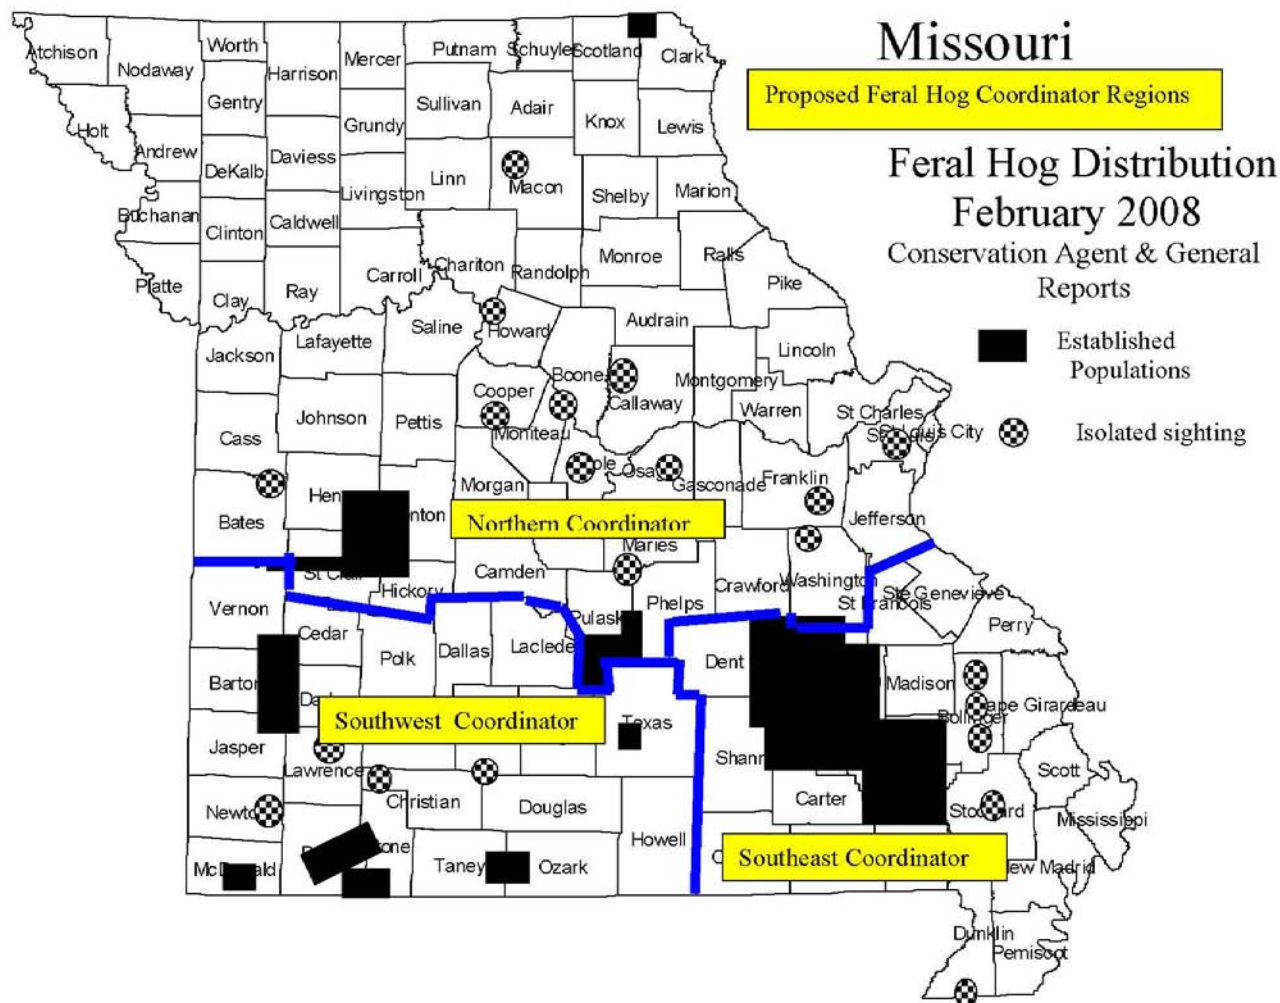 Missouri
Proposed Feral Hog Coordinator Regions
Feral Hog Distribution
February 2008
Conservation Agent & General
Reports
Established
Populations
Isolated sighting
Atchison
Nodaway
Worth
Gentry
Harrison
Mercer
Putnam
Schuyler
Scotland
Clark
Holt
Andrew
DeKalb
Daviess
Grundy
Sullivan
Adair
Knox
Lewis
Livingston
Linn
Macon
Shelby
Marion
Buchanan
Clinton
Caldwell
Platte
Clay
Ray
Carroll
Chariton
Randolph
Monroe
Ralls
Pike
Saline
Howard
Audrain
Jackson
Lafayette
Lincoln
Cooper
Boone
Callaway
Montgomery
Warren
St Charles
Johnson
Pettis
Moniteau
Cass
Morgan
Gasconade
Franklin
Jefferson
Bates
Northern Coordinator
Maries
Camden
Crawford
Washington
Ste Genevieve
St Francois
Hickory
Vernon
Phelps
Perry
Cedar
Polk
Dallas
Laclede
Dent
Barton
Madison
Southwest Coordinator
Jasper
Lawrence
Scott
Christian
Douglas
Carter
Mississippi
Howell
Southeast Coordinator
Taney
Ozark
Dunklin
Pemiscot